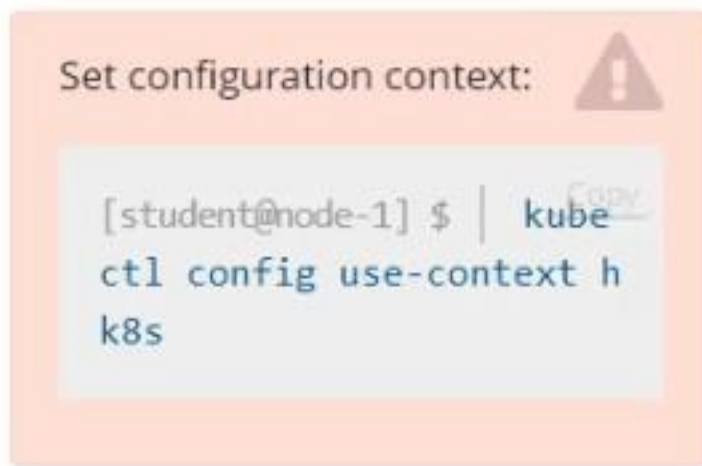 Set configuration context:
Copy
[student@node-1] $ | kube
ctl config use-context h
k8s